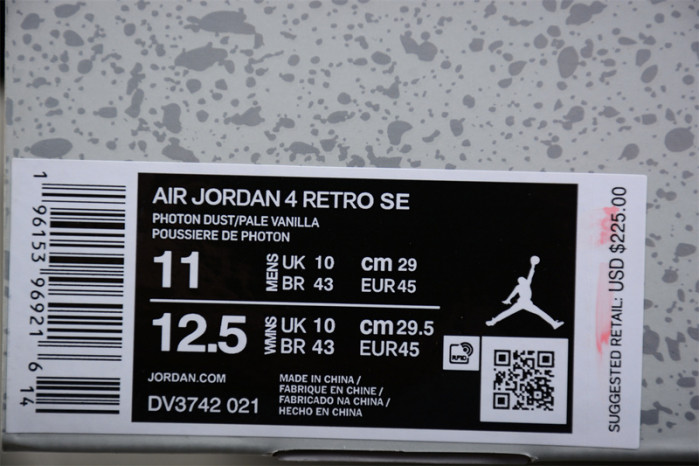 AIR JORDAN 4 RETRO SE
PHOTON DUST/PALE VANILLA
POUSSIERE DE PHOTON
11
MENS
UK 10
cm 29
BR 43
EUR 45
12.5
WMNS
UK 10
cm 29.5
BR 43
EUR45
JORDAN.COM
DV3742 021
MADE IN CHINA /
FABRIQUE EN CHINE /
FABRICADO NA CHINA /
HECHO EN CHINA
RFID
1 96153 96921 6 14
SUGGESTED RETAIL: USD $225.00